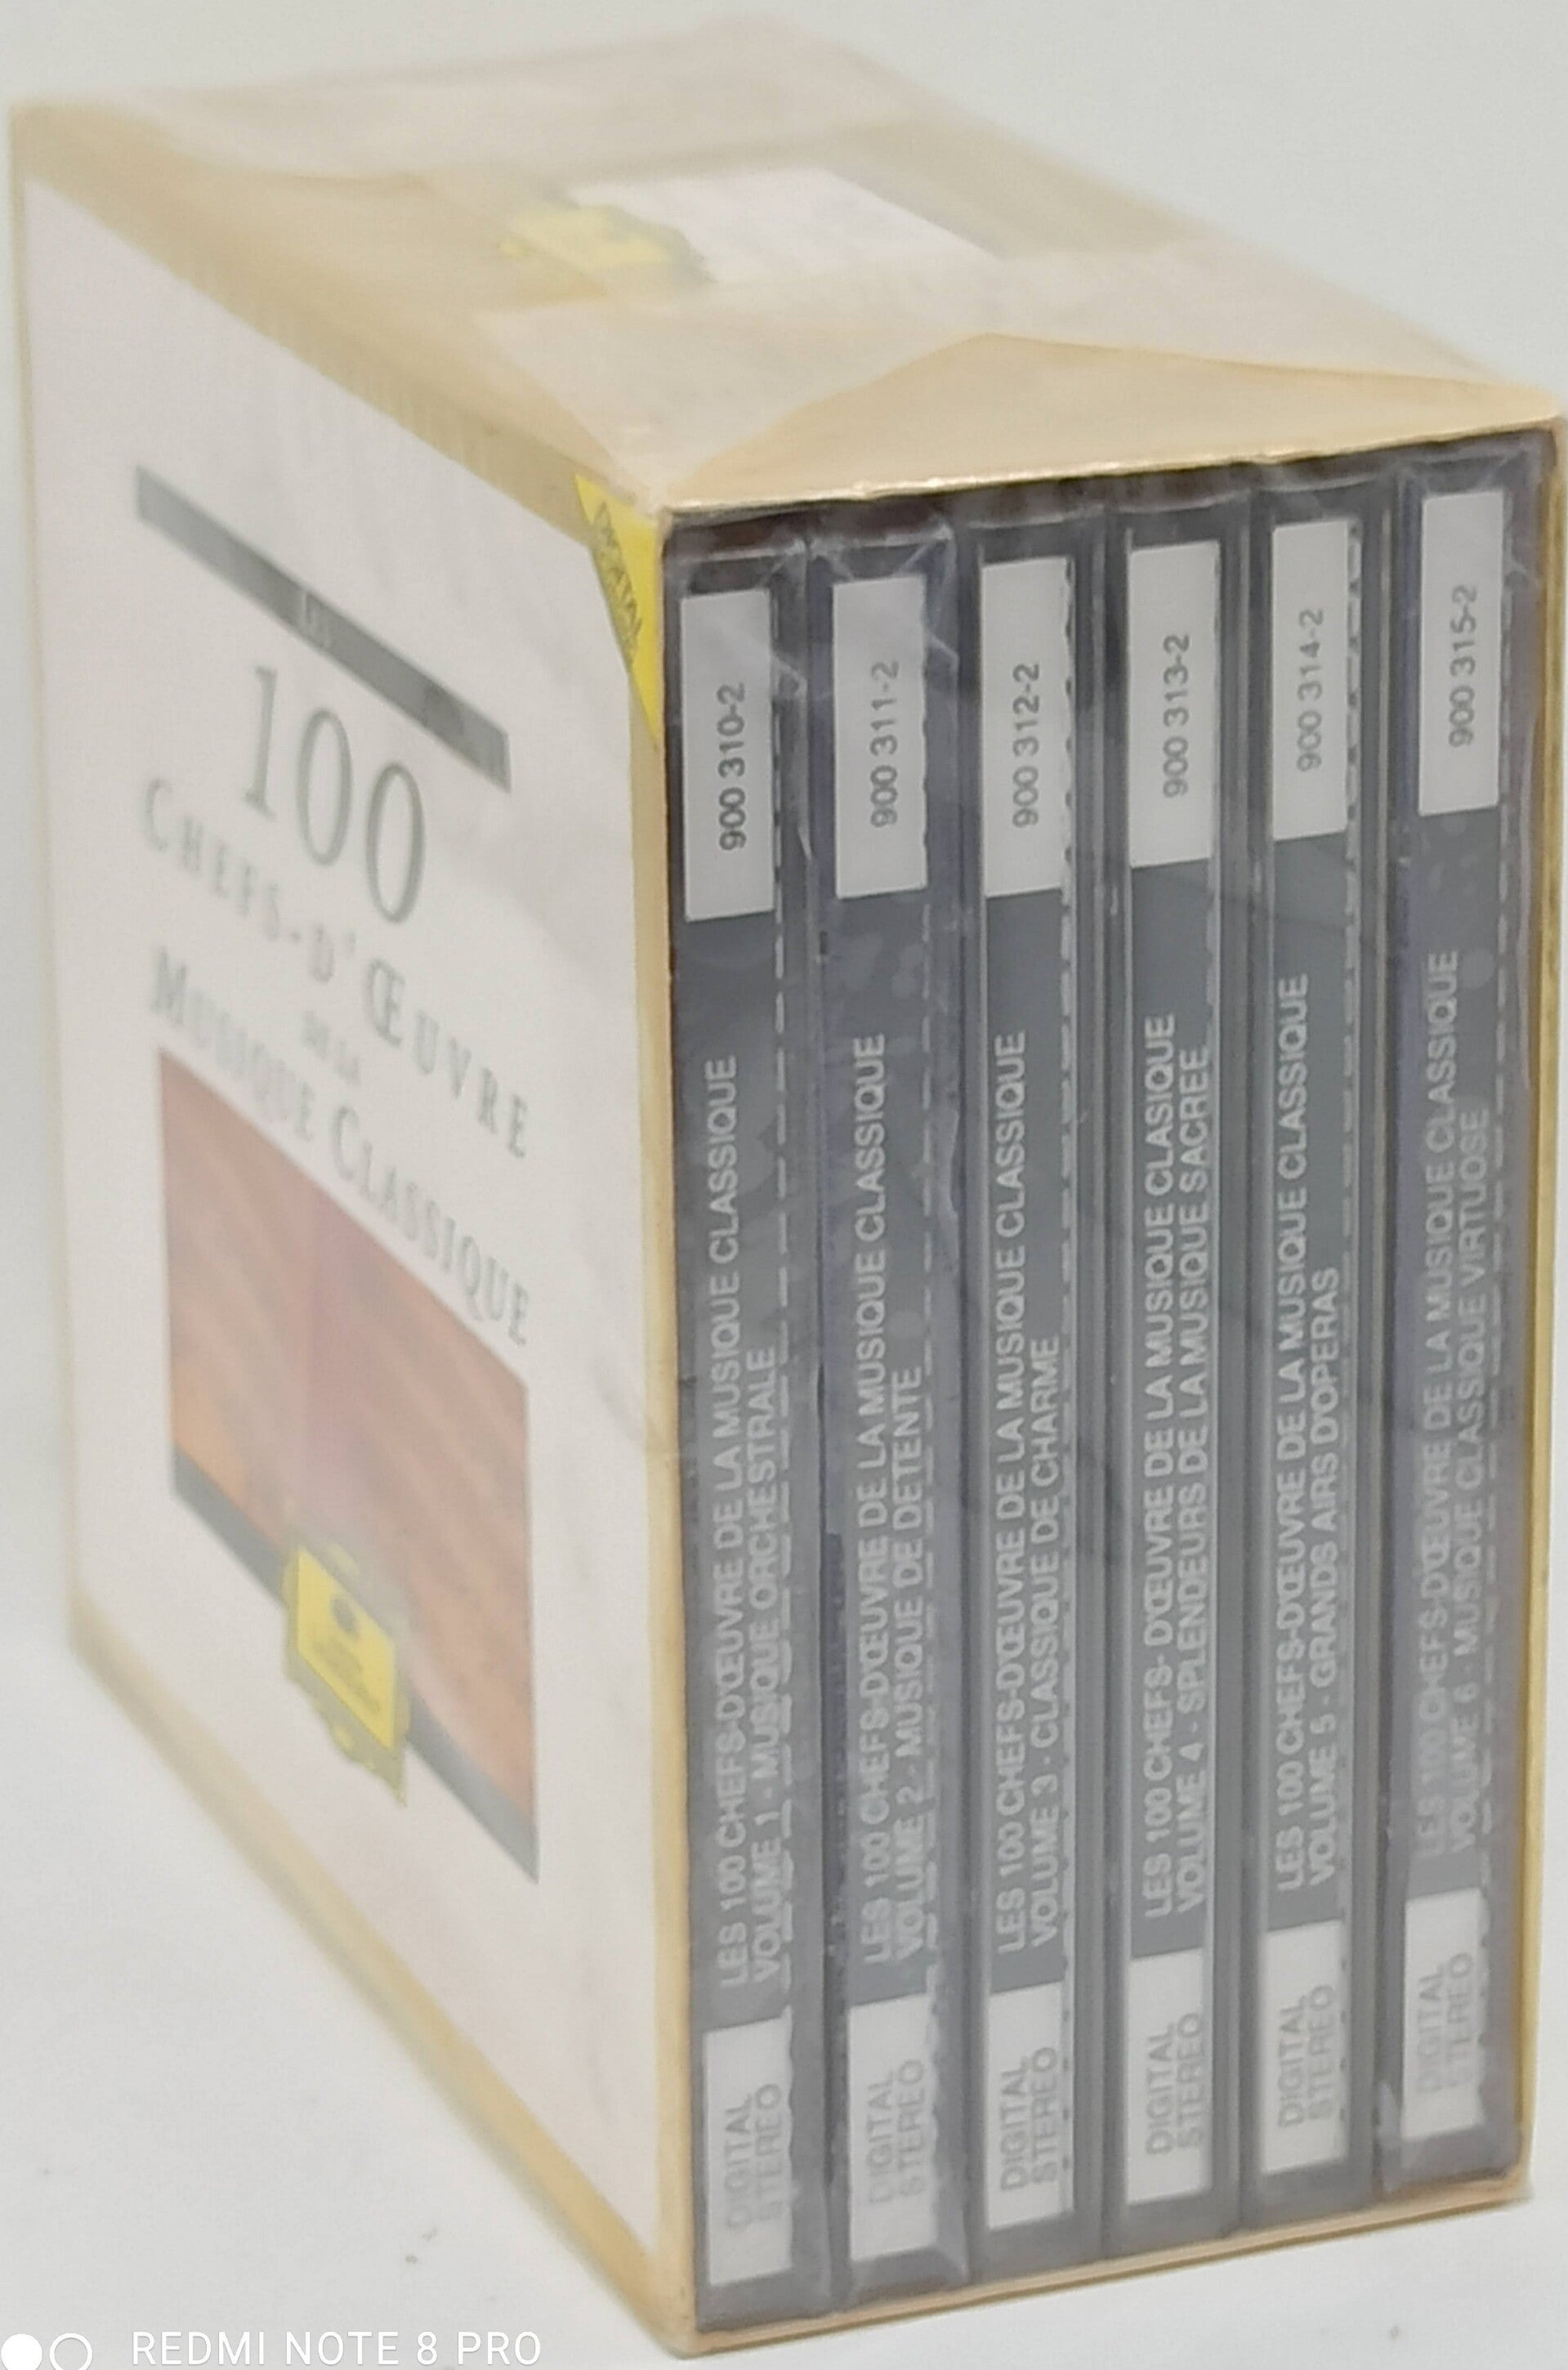 100
CHEFS-D'ŒUVRE
DE LA
MUSIQUE CLASSIQUE
DIGITAL
900 310-2
LES 100 CHEFS-D'ŒUVRE DE LA MUSIQUE CLASSIQUE
VOLUME 1 - MUSIQUE ORCHESTRALE
DIGITAL
STEREO
900 311-2
LES 100 CHEFS-D'ŒUVRE DE LA MUSIQUE CLASSIQUE
VOLUME 2 - MUSIQUE DE DETENTE
DIGITAL
STEREO
900 312-2
LES 100 CHEFS-D'ŒUVRE DE LA MUSIQUE CLASSIQUE
VOLUME 3 - CLASSIQUE DE CHARME
DIGITAL
STEREO
900 313-2
LES 100 CHEFS- D'ŒUVRE DE LA MUSIQUE CLASIQUE
VOLUME 4 - SPLENDEURS DE LA MUSIQUE SACREE
DIGITAL
STEREO
900 314-2
LES 100 CHEFS-D'ŒUVRE DE LA MUSIQUE CLASSIQUE
VOLUME 5 - GRANDS AIRS D'OPERAS
DIGITAL
STEREO
900 315-2
LES 100 CHEFS-D'ŒUVRE DE LA MUSIQUE CLASSIQUE
VOLUME 6 - MUSIQUE CLASSIQUE VIRTUOSE
DIGITAL
STEREO
REDMI NOTE 8 PRO